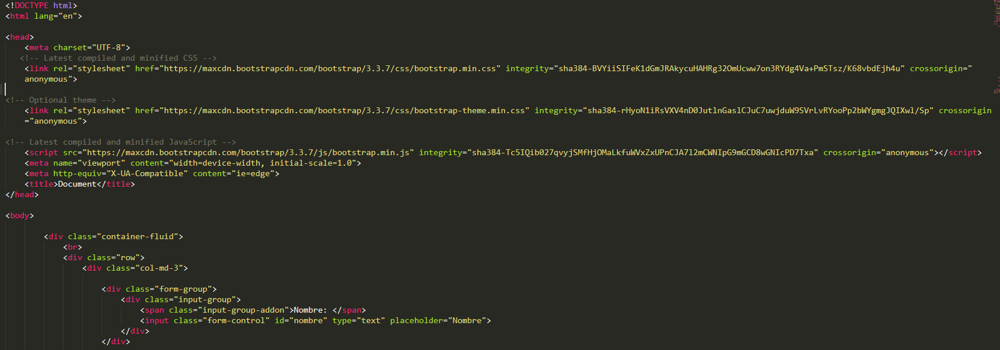 <!DOCTYPE html>
<html lang="en">
<head>
<meta charset="UTF-8">
<!-- Latest compiled and minified CSS -->
<link rel="stylesheet" href="https://maxcdn.bootstrapcdn.com/bootstrap/3.3.7/css/bootstrap.min.css" integrity="sha384-BVYiiSIFeK1dGmJRAkycuHAHRg32OmUcww7on3RYdg4Va+PmSTsz/K68vbdEjh4u" crossorigin="
anonymous">
<!-- Optional theme -->
<link rel="stylesheet" href="https://maxcdn.bootstrapcdn.com/bootstrap/3.3.7/css/bootstrap-theme.min.css" integrity="sha384-rHyoN1iRsVXV4nD0JutlnGaslCJuC7uwjduW9SVrLvRYooPp2bWYgmgJQIXwl/Sp" crossorigin
="anonymous">
<!-- Latest compiled and minified JavaScript -->
<script src="https://maxcdn.bootstrapcdn.com/bootstrap/3.3.7/js/bootstrap.min.js" integrity="sha384-Tc5IQib027qvyjSMfHjOMaLkfuWVxZxUPnCJA7l2mCWNIpG9mGCD8wGNIcPD7Txa" crossorigin="anonymous"></script>
<meta name="viewport" content="width=device-width, initial-scale=1.0">
<meta http-equiv="X-UA-Compatible" content="ie=edge">
<title>Document</title>
</head>
<body>
<div class="container-fluid">
<br>
<div class="row">
<div class="col-md-3">
<div class="form-group">
<div class="input-group">
<span class="input-group-addon">Nombre: </span>
<input class="form-control" id="nombre" type="text" placeholder="Nombre">
</div>
</div>